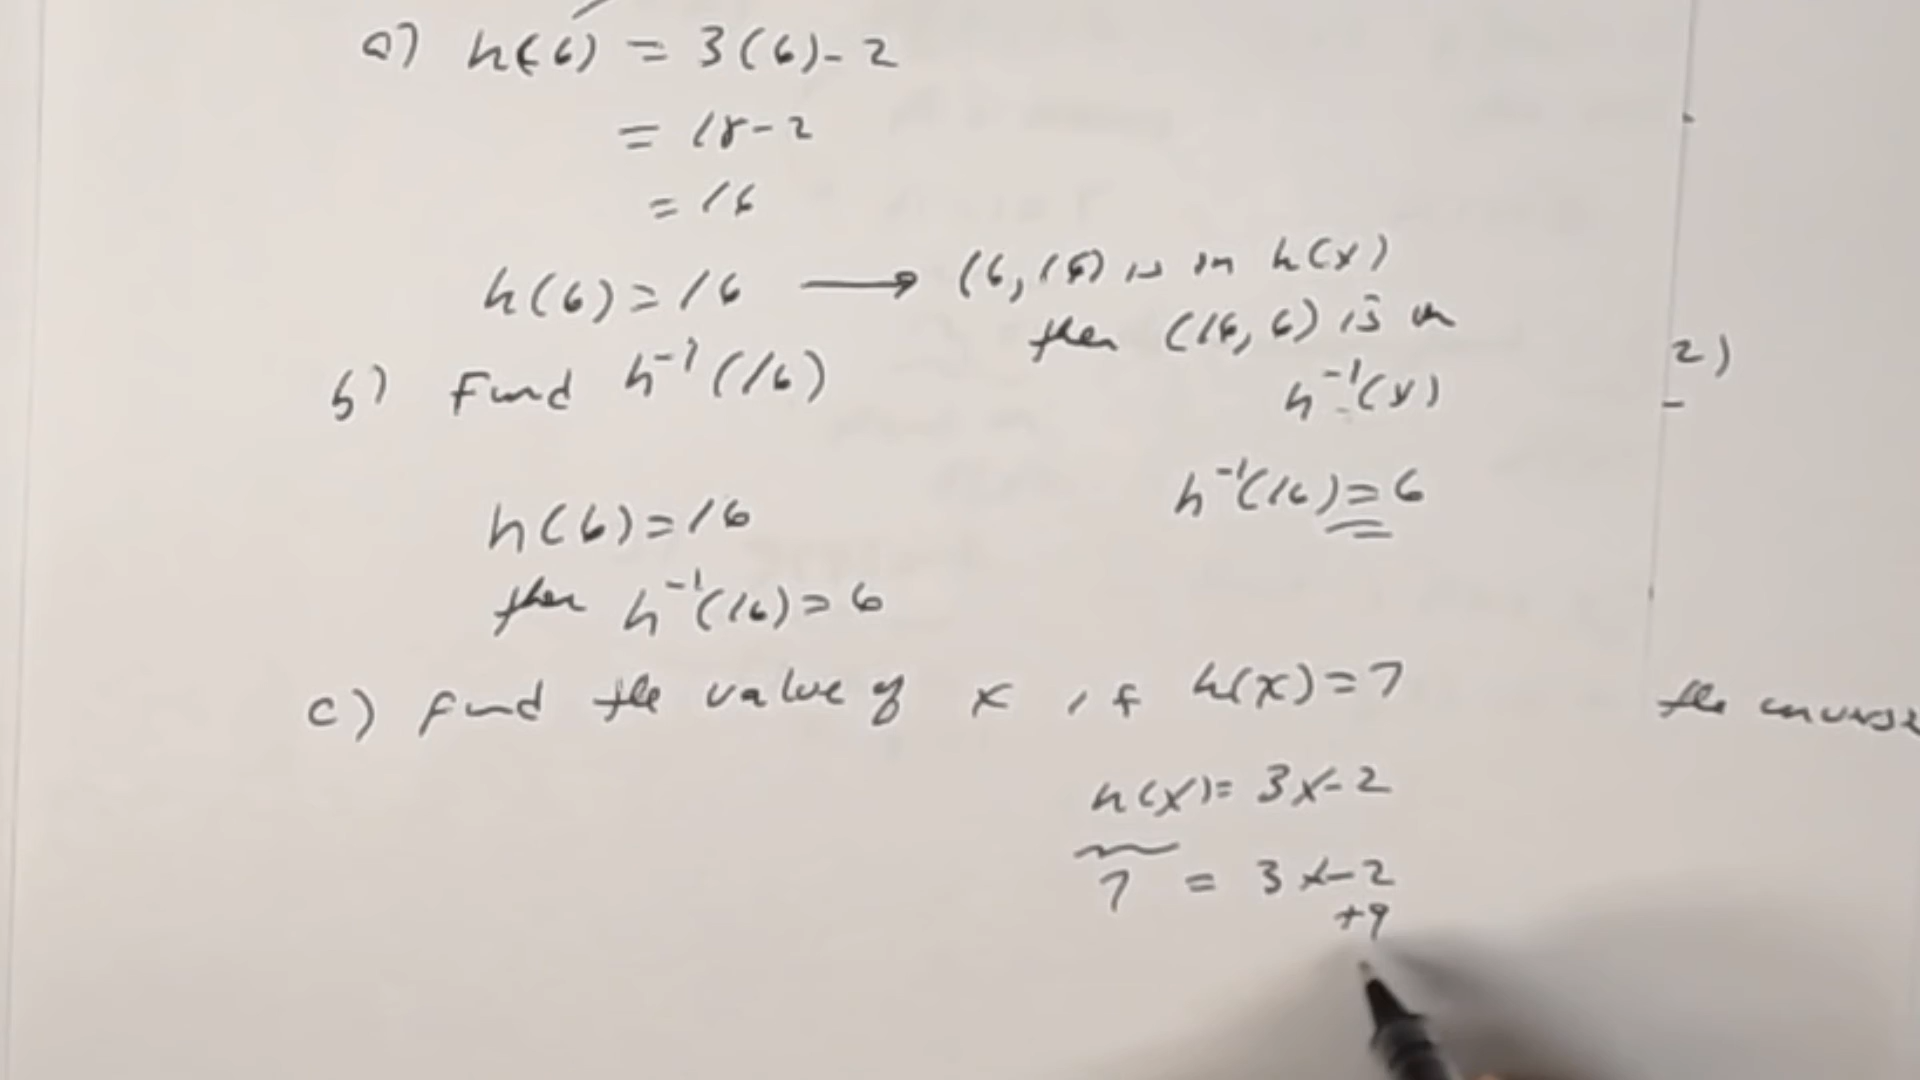 a) h(6) = 3(6)-2
= 18-2
= 16
h(6)=16 → (6,16) is in h(x)
then (16,6) is in
h⁻¹(x)
b) Find h⁻¹(16)
h⁻¹(16)=6
h(6)=16
then h⁻¹(16)=6
c) find the value of x if h(x)=7
h(x)= 3x-2
7 = 3x-2
+9
2)
the inverse